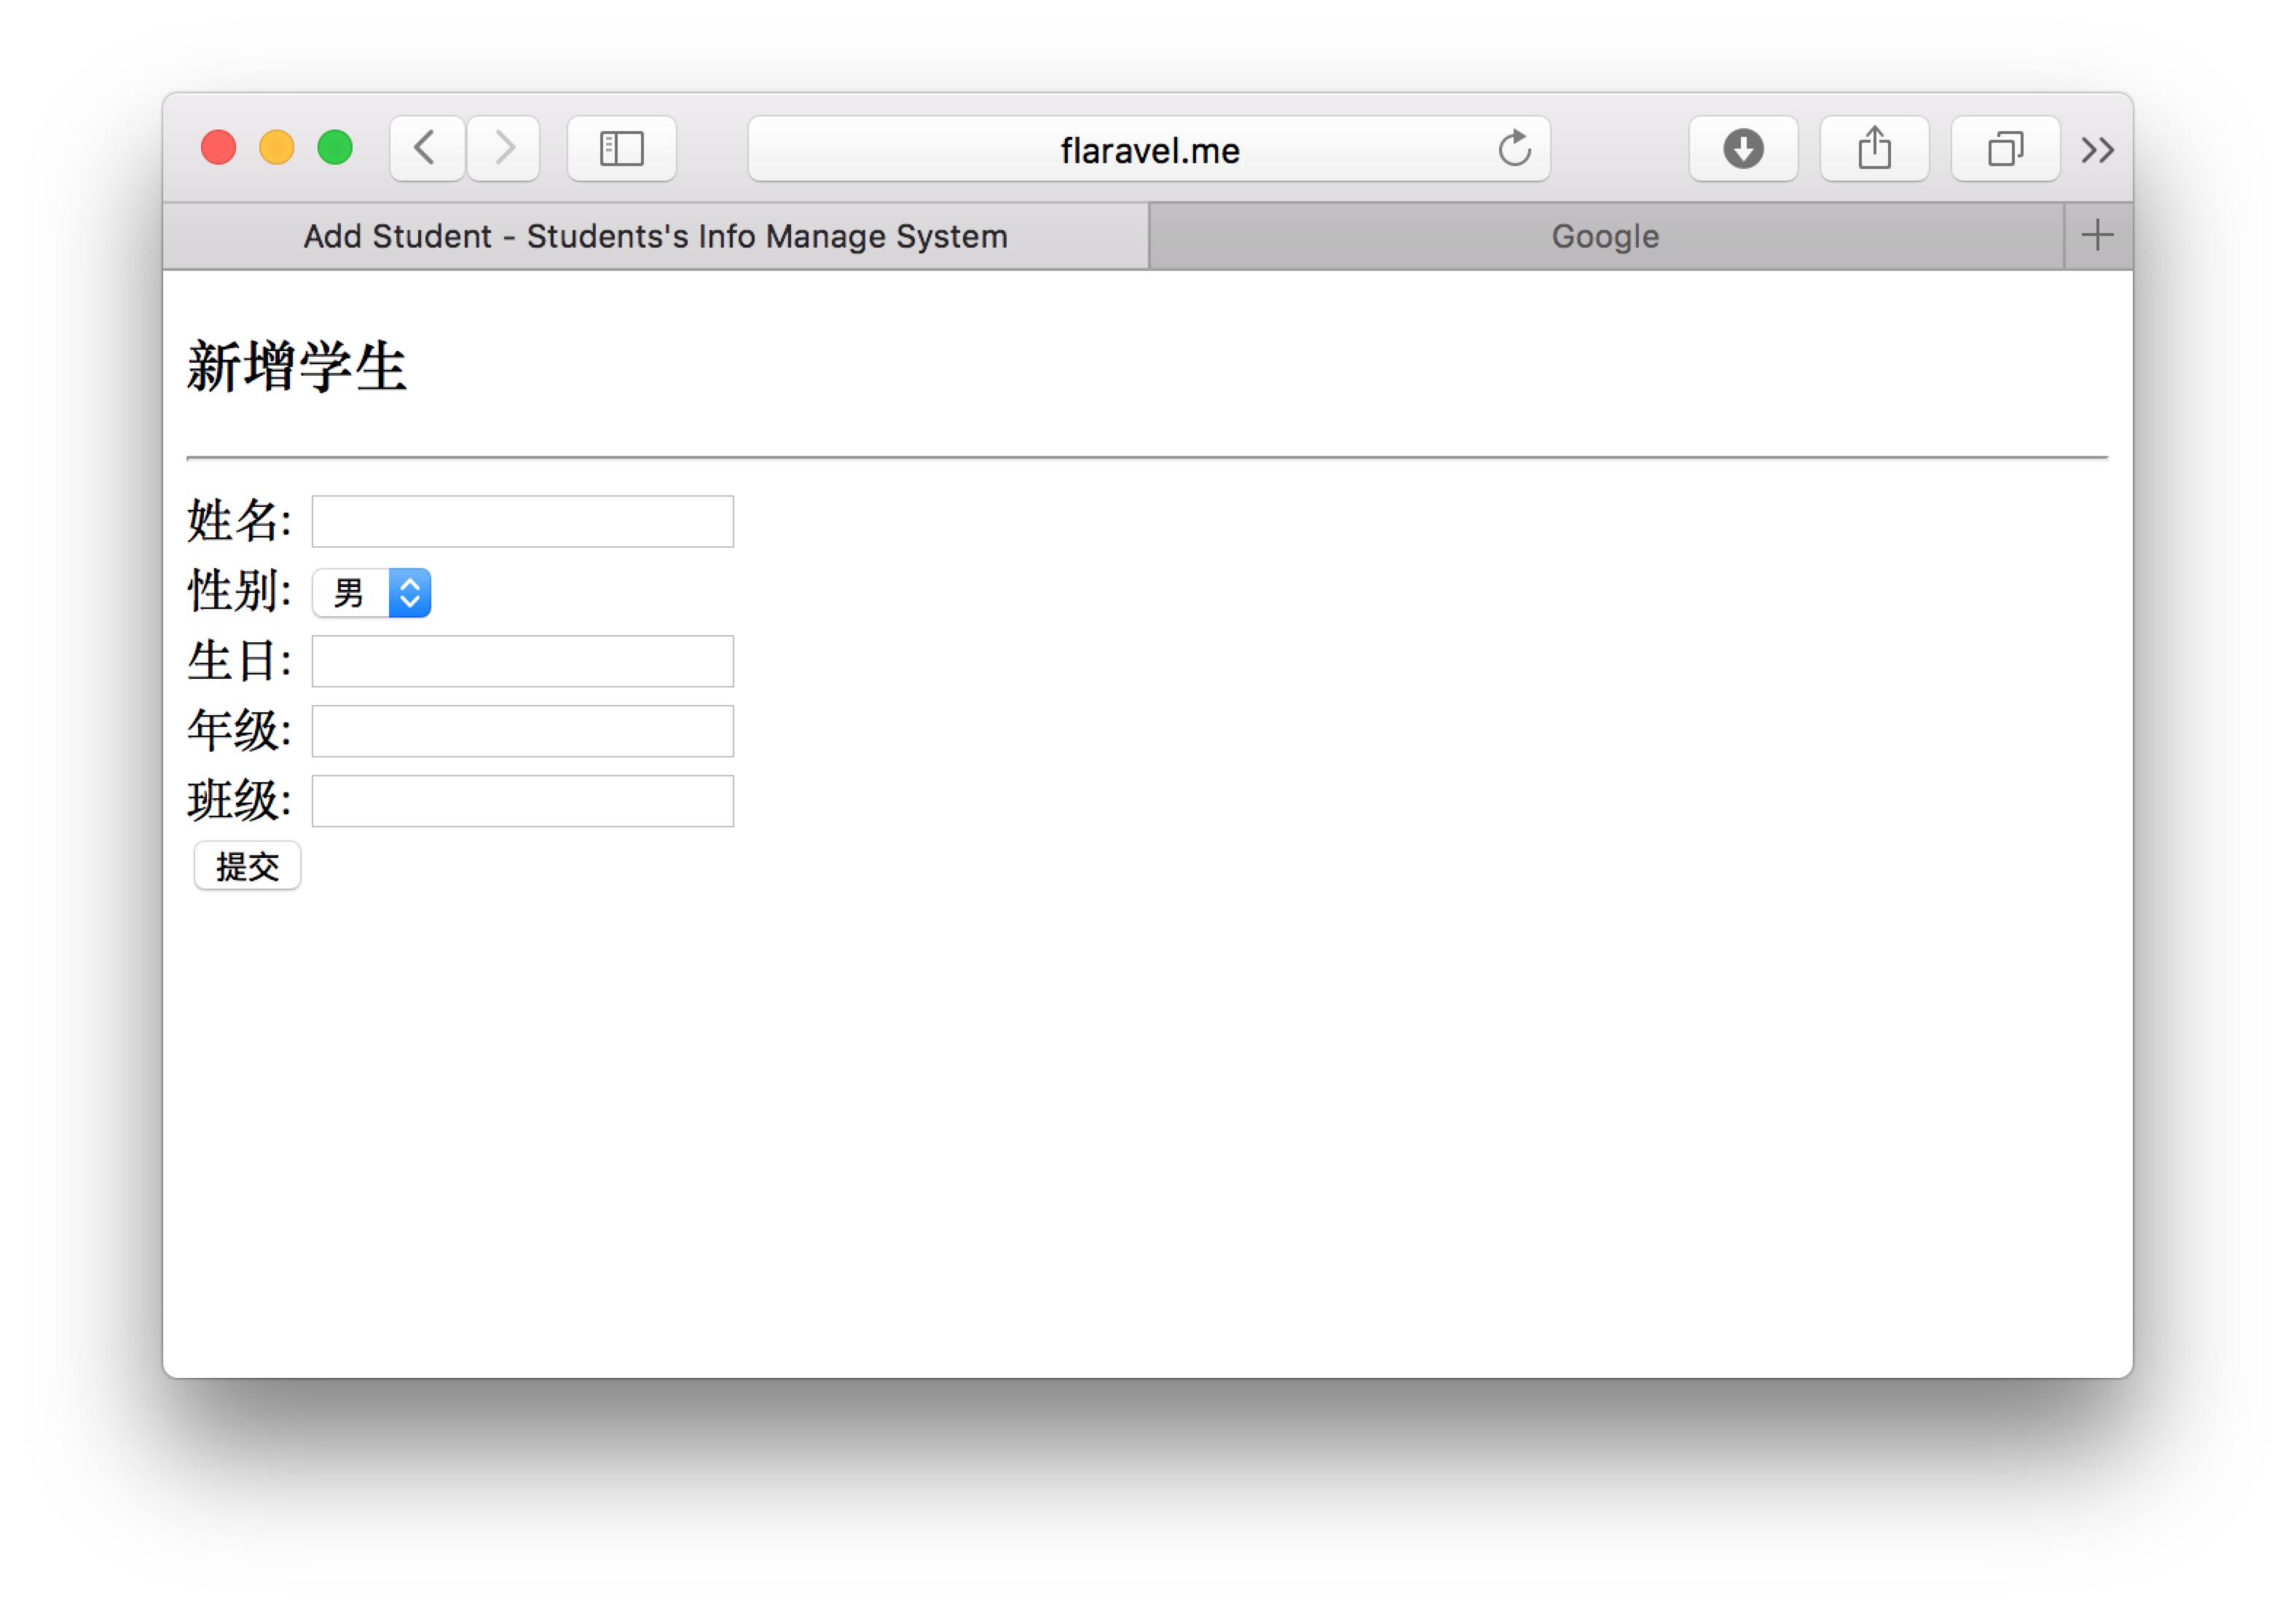 flaravel.me
Add Student - Students's Info Manage System
Google
新增学生
姓名:
性别: 男
生日:
年级:
班级:
提交